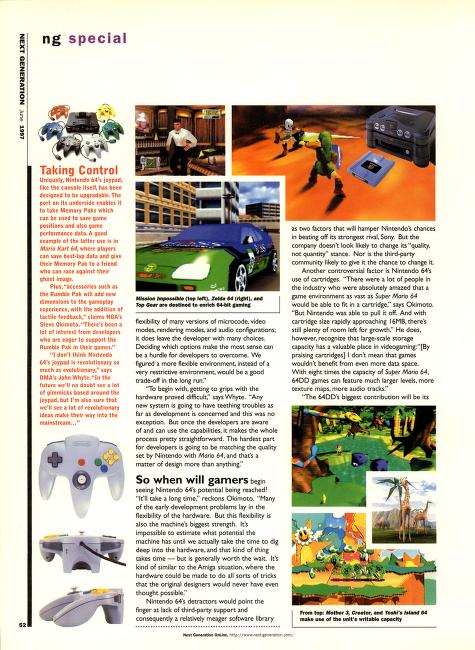 ng special
NEXT GENERATION June 1997
Taking Control
Uniquely, Nintendo 64's joypad,
like the console itself, has been
designed to be upgradable. The
port on its underside enables it
to take Memory Paks which
can be used to save game
positions and also game
performance data. A good
example of the latter use is in
Mario Kart 64, where players
can save best-lap data and give
their Memory Pak to a friend
who can race against their
ghost image.
Plus, "accessories such as
the Rumble Pak will add new
dimensions to the gameplay
experience, with the addition of
tactile feedback," claims NOA's
Steve Okimoto. "There's been a
lot of interest from developers
who are eager to support the
Rumble Pak in their games."
"I don't think Nintendo
64's joypad is revolutionary so
much as evolutionary," says
DMA's John Whyte. "In the
future we'll no doubt see a lot
of gimmicks based around the
joypad, but I'm also sure that
we'll see a lot of revolutionary
ideas make their way into the
mainstream..."
52
Mission Impossible (top left), Zelda 64 (right), and
Top Gear are destined to enrich 64-bit gaming
flexibility of many versions of microcode, video
modes, rendering modes, and audio configurations;
it does leave the developer with many choices.
Deciding which options make the most sense can
be a hurdle for developers to overcome. We
figured a more flexible environment, instead of a
very restrictive environment, would be a good
trade-off in the long run."
"To begin with, getting to grips with the
hardware proved difficult," says Whyte. "Any
new system is going to have teething troubles as
far as development is concerned and this was no
exception. But once the developers are aware
of and can use the capabilities, it makes the whole
process pretty straightforward. The hardest part
for developers is going to be matching the quality
set by Nintendo with Mario 64, and that's a
matter of design more than anything."
So when will gamers begin
seeing Nintendo 64's potential being reached?
"It'll take a long time," reckons Okimoto. "Many
of the early development problems lay in the
flexibility of the hardware. But this flexibility is
also the machine's biggest strength. It's
impossible to estimate what potential the
machine has until we actually take the time to dig
deep into the hardware, and that kind of thing
takes time — but is generally worth the wait. It's
kind of similar to the Amiga situation, where the
hardware could be made to do all sorts of tricks
that the original designers would never have even
thought possible."
Nintendo 64's detractors would point the
finger at lack of third-party support and
consequently a relatively meager software library
as two factors that will hamper Nintendo's chances
in beating off its strongest rival, Sony. But the
company doesn't look likely to change its "quality,
not quantity" stance. Nor is the third-party
community likely to give it the chance to change it.
Another controversial factor is Nintendo 64's
use of cartridges. "There were a lot of people in
the industry who were absolutely amazed that a
game environment as vast as Super Mario 64
would be able to fit in a cartridge," says Okimoto.
"But Nintendo was able to pull it off. And with
cartridge size rapidly approaching 16MB, there's
still plenty of room left for growth." He does,
however, recognize that large-scale storage
capacity has a valuable place in videogaming: "[By
praising cartridges] I don't mean that games
wouldn't benefit from even more data space.
With eight times the capacity of Super Mario 64,
64DD games can feature much larger levels, more
texture maps, more audio tracks."
"The 64DD's biggest contribution will be its
From top: Mother 3, Creator, and Yoshi's Island 64
make use of the unit's writable capacity
Next Generation OnLine, http://www.next-generation.com/